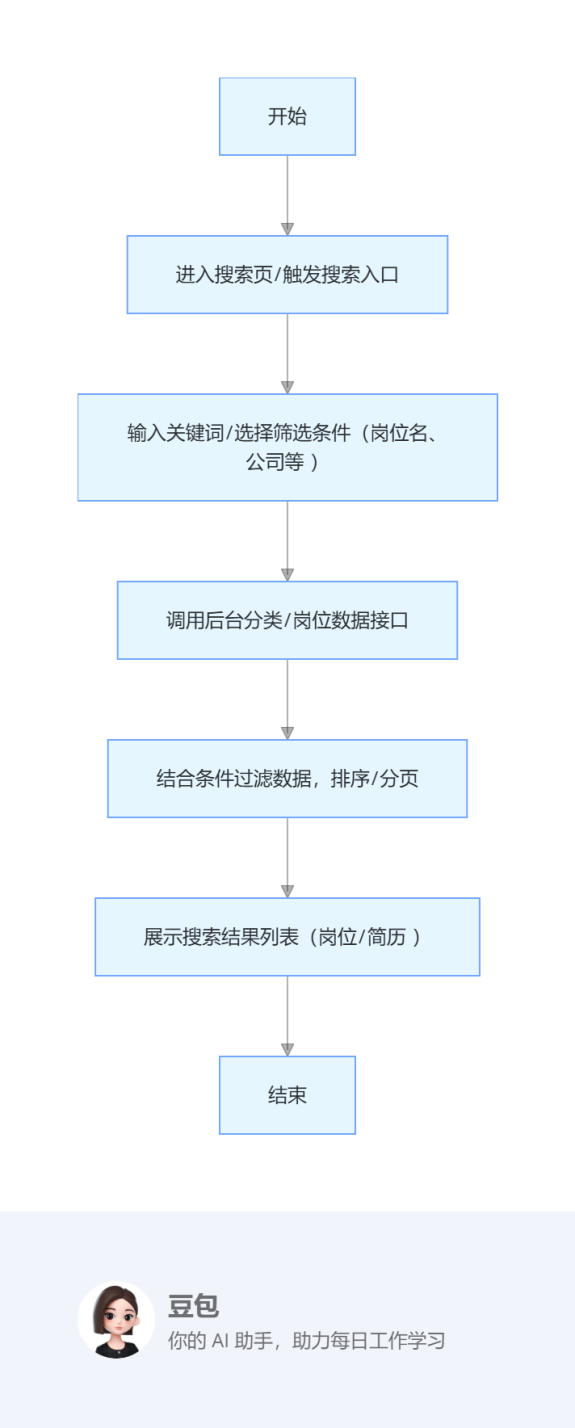 开始
进入搜索页/触发搜索入口
输入关键词/选择筛选条件（岗位名、
公司等 ）
调用后台分类/岗位数据接口
结合条件过滤数据，排序/分页
展示搜索结果列表（岗位/简历 ）
结束
豆包
你的 AI 助手，助力每日工作学习